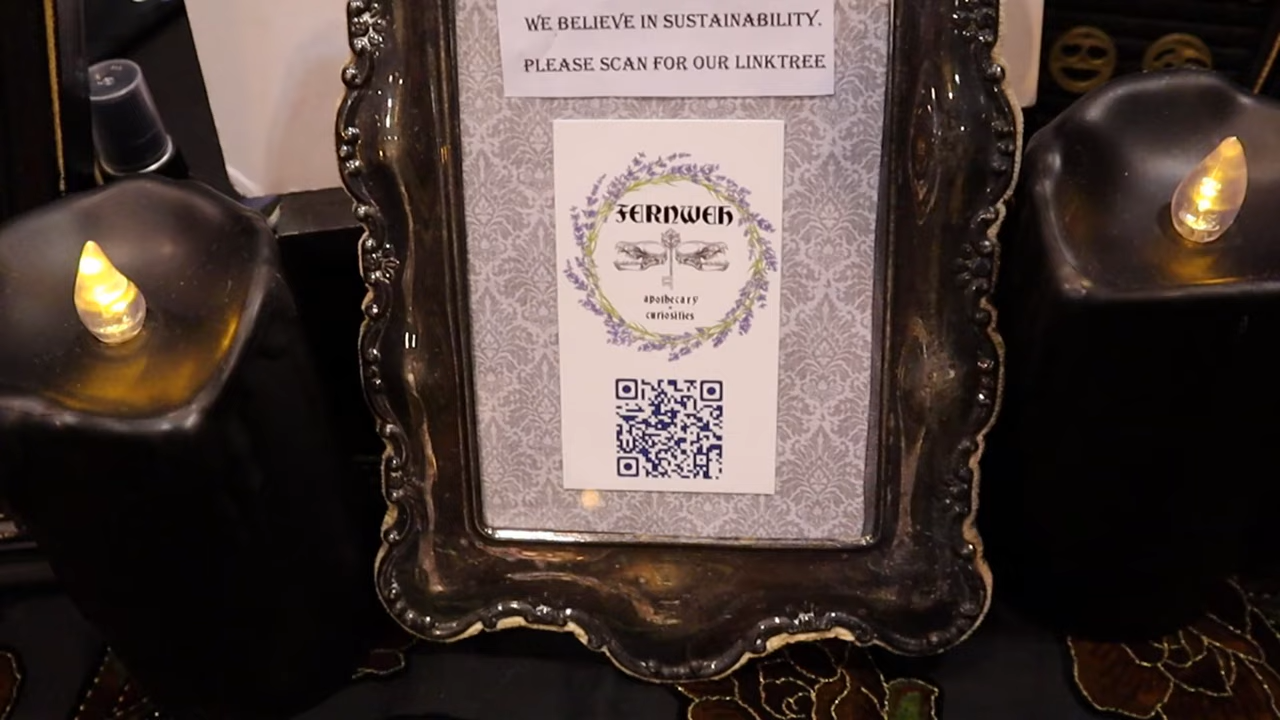 WE BELIEVE IN SUSTAINABILITY.
PLEASE SCAN FOR OUR LINKTREE
FERNWEH
apothecary
curiosities